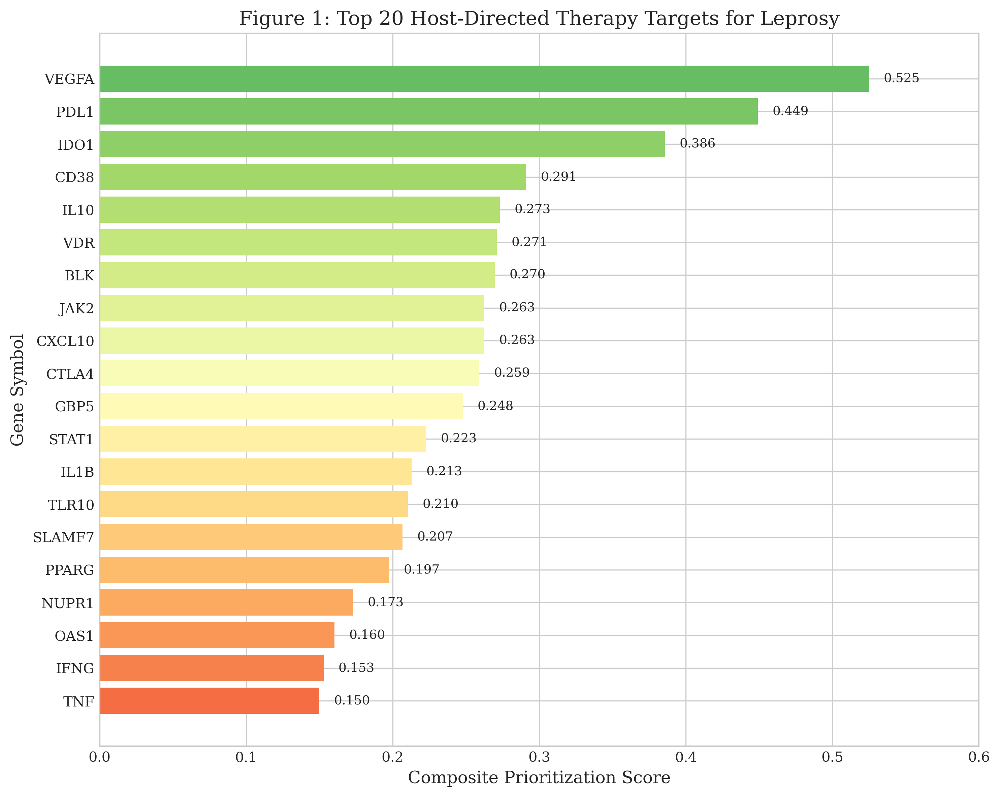 Figure 1: Top 20 Host-Directed Therapy Targets for Leprosy
VEGFA 0.525
PDL1 0.449
IDO1 0.386
CD38 0.291
IL10 0.273
VDR 0.271
BLK 0.270
JAK2 0.263
CXCL10 0.263
CTLA4 0.259
GBP5 0.248
STAT1 0.223
IL1B 0.213
TLR10 0.210
SLAMF7 0.207
PPARG 0.197
NUPR1 0.173
OAS1 0.160
IFNG 0.153
TNF 0.150
Gene Symbol
0.0 0.1 0.2 0.3 0.4 0.5 0.6
Composite Prioritization Score